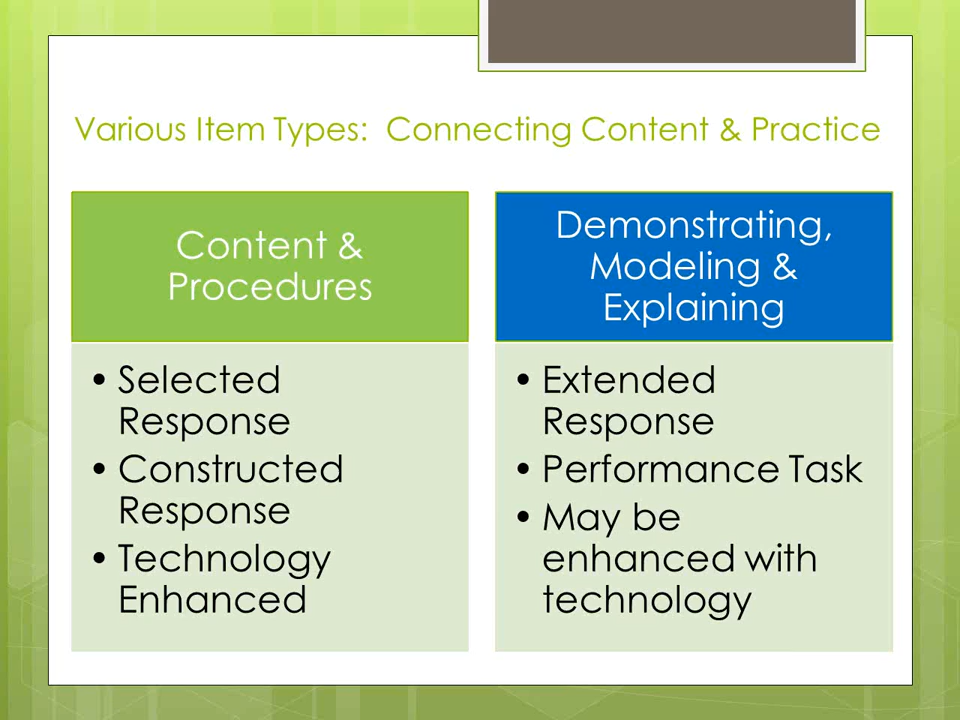 Various Item Types:  Connecting Content & Practice
Content &
Procedures
• Selected
Response
• Constructed
Response
• Technology
Enhanced
Demonstrating,
Modeling &
Explaining
• Extended
Response
• Performance Task
• May be
enhanced with
technology